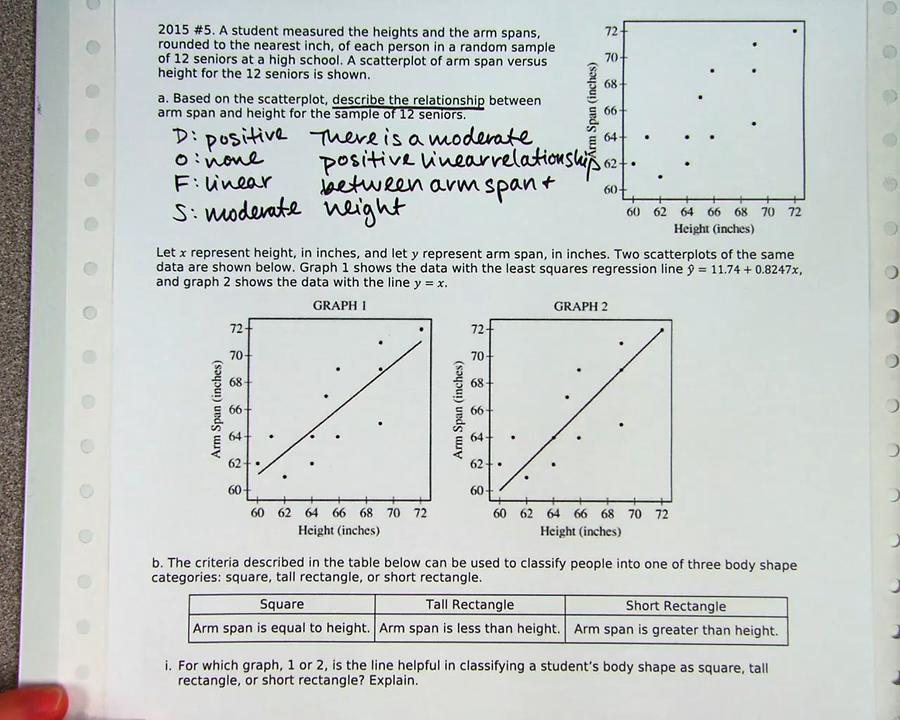 2015 #5. A student measured the heights and the arm spans,
rounded to the nearest inch, of each person in a random sample
of 12 seniors at a high school. A scatterplot of arm span versus
height for the 12 seniors is shown.
a. Based on the scatterplot, describe the relationship between
arm span and height for the sample of 12 seniors.
D: positive There is a moderate
O: none positive linear relationship
F: linear between arm span +
S: moderate height
72
70
68
66
64
62
60
Arm Span (inches)
60 62 64 66 68 70 72
Height (inches)
Let x represent height, in inches, and let y represent arm span, in inches. Two scatterplots of the same
data are shown below. Graph 1 shows the data with the least squares regression line ŷ = 11.74 + 0.8247x,
and graph 2 shows the data with the line y = x.
GRAPH 1
72
70
68
66
64
62
60
Arm Span (inches)
60 62 64 66 68 70 72
Height (inches)
GRAPH 2
72
70
68
66
64
62
60
Arm Span (inches)
60 62 64 66 68 70 72
Height (inches)
b. The criteria described in the table below can be used to classify people into one of three body shape
categories: square, tall rectangle, or short rectangle.
Square Tall Rectangle Short Rectangle
Arm span is equal to height. Arm span is less than height. Arm span is greater than height.
i. For which graph, 1 or 2, is the line helpful in classifying a student's body shape as square, tall
rectangle, or short rectangle? Explain.